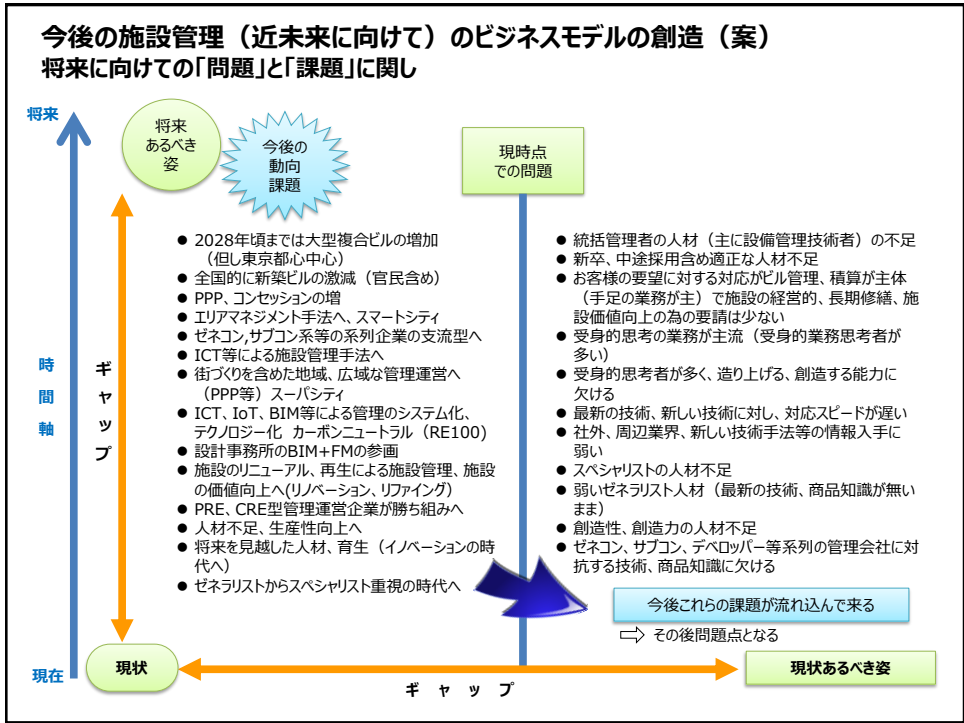 今後の施設管理（近未来に向けて）のビジネスモデルの創造（案）
将来に向けての｢問題｣と｢課題｣に関し
将来
将来
あるべき
姿
今後の
動向
課題
現時点
での問題
● 2028年頃までは大型複合ビルの増加
（但し東京都心中心）
● 全国的に新築ビルの激減（官民含め）
● PPP、コンセッションの増
● エリアマネジメント手法へ、スマートシティ
● ゼネコン,サブコン系等の系列企業の支流型へ
● ICT等による施設管理手法へ
● 街づくりを含めた地域、広域な管理運営へ
（PPP等）スーパシティ
● ICT、IoT、BIM等による管理のシステム化、
テクノロジー化 カーボンニュートラル（RE100）
● 設計事務所のBIM+FMの参画
● 施設のリニューアル、再生による施設管理、施設
の価値向上へ(リノベーション、リファイング）
● PRE、CRE型管理運営企業が勝ち組みへ
● 人材不足、生産性向上へ
● 将来を見越した人材、育生（イノベーションの時
代へ）
● ゼネラリストからスペシャリスト重視の時代へ
● 統括管理者の人材（主に設備管理技術者）の不足
● 新卒、中途採用含め適正な人材不足
● お客様の要望に対する対応がビル管理、積算が主体
（手足の業務が主）で施設の経営的、長期修繕、施
設価値向上の為の要請は少ない
● 受身的思考の業務が主流（受身的業務思考者が
多い）
● 受身的思考者が多く、造り上げる、創造する能力に
欠ける
● 最新の技術、新しい技術に対し、対応スピードが遅い
● 社外、周辺業界、新しい技術手法等の情報入手に
弱い
● スペシャリストの人材不足
● 弱いゼネラリスト人材（最新の技術、商品知識が無い
まま）
● 創造性、創造力の人材不足
● ゼネコン、サブコン、デベロッパー等系列の管理会社に対
抗する技術、商品知識に欠ける
時間軸
ギャップ
今後これらの課題が流れ込んで来る
⇨ その後問題点となる
現在
現状
現状あるべき姿
ギャップ